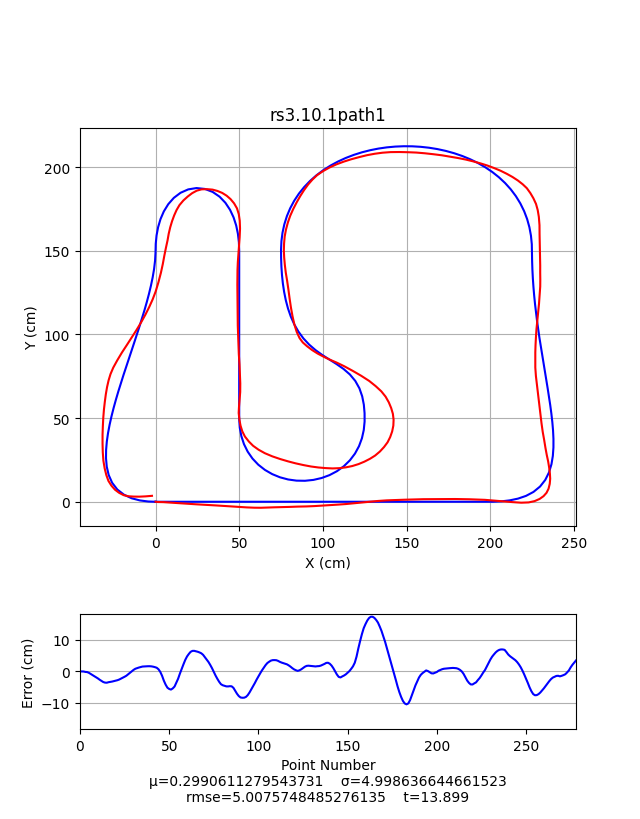 rs3.10.1path1
200
150
100
50
0
Y (cm)
0 50 100 150 200 250
X (cm)
10
0
−10
Error (cm)
0 50 100 150 200 250
Point Number
μ=0.2990611279543731 σ=4.998636644661523
rmse=5.0075748485276135 t=13.899